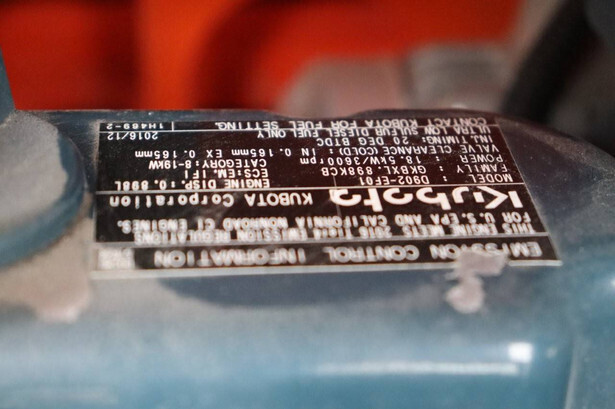 EMISSION CONTROL INFORMATION
THIS ENGINE MEETS 2016 EMISSION REGULATIONS
FOR U.S. EPA AND CALIFORNIA NONROAD CI ENGINES.
Kubota KUBOTA Corporation
MODEL: D902-EF01 ENGINE DISP.:0.898L
FAMILY : GKBXL.898KCB ECS:EM, IFI
POWER : 18.5kW/3600rpm CATEGORY:8-19kW
VALVE CLEARANCE (COLD): IN 0.165mm EX 0.165mm
INJ.TIMING: 20 DEG BTDC
ULTRA LOW SULFUR DIESEL FUEL ONLY 2016/12
CONTACT KUBOTA FOR FUEL SETTING. 1H469-2